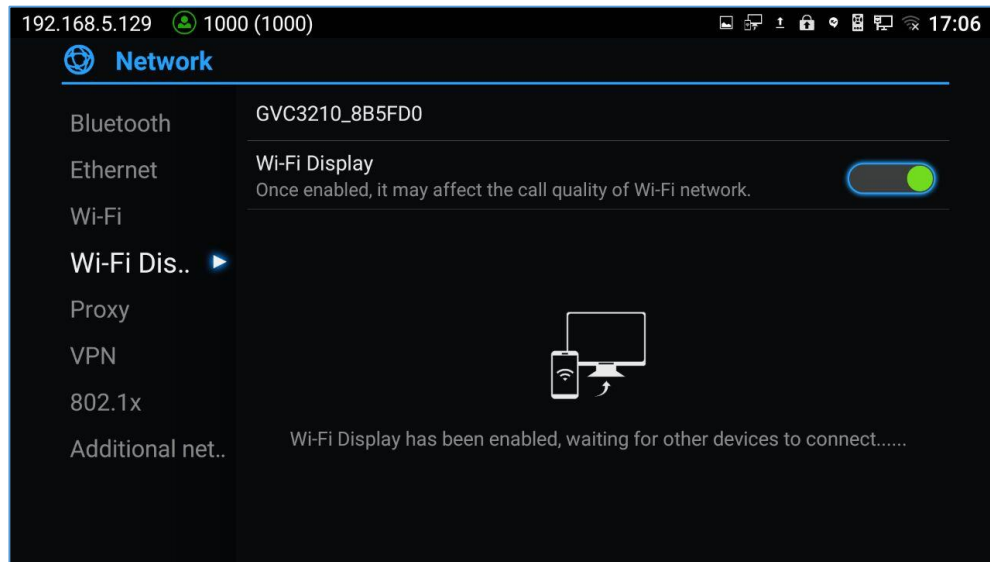 192.168.5.129 1000 (1000) 17:06
Network
Bluetooth
Ethernet
Wi-Fi
Wi-Fi Dis..
Proxy
VPN
802.1x
Additional net..
GVC3210_8B5FD0
Wi-Fi Display
Once enabled, it may affect the call quality of Wi-Fi network.
Wi-Fi Display has been enabled, waiting for other devices to connect......